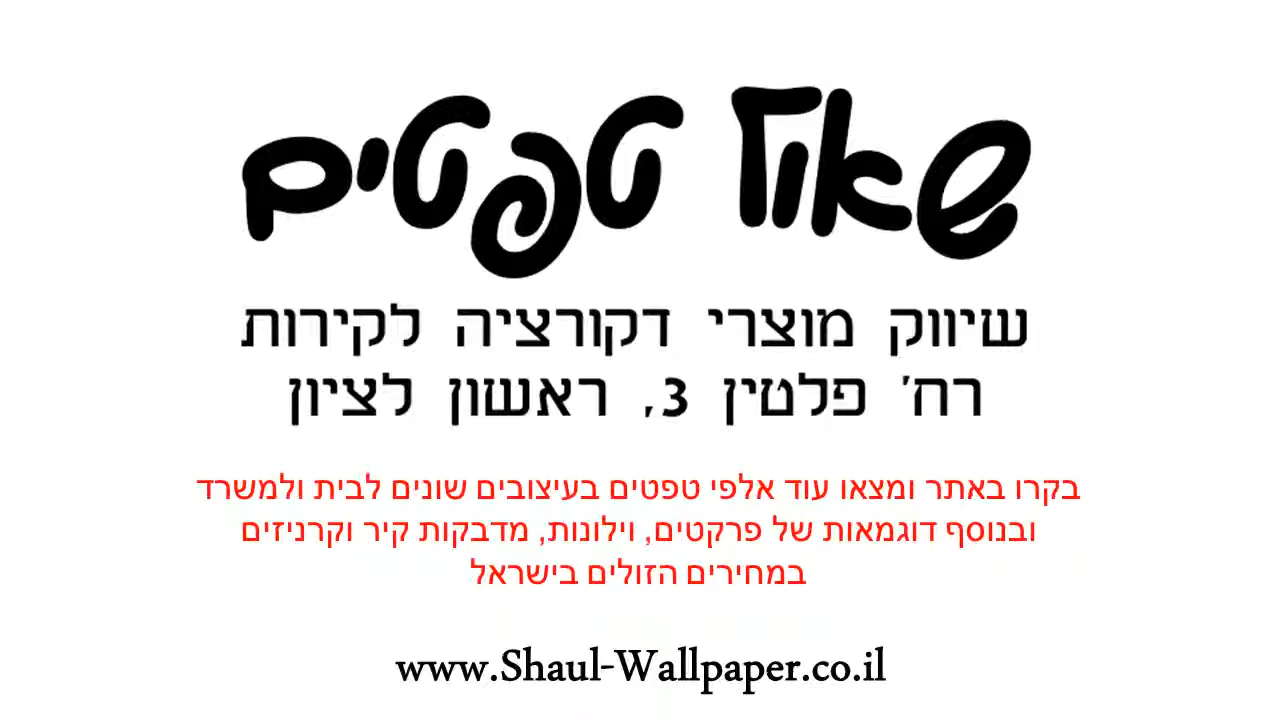 שאול טפטים
שיווק מוצרי דקורציה לקירות
רח' פלטין 3, ראשון לציון
בקרו באתר ומצאו עוד אלפי טפטים בעיצובים שונים לבית ולמשרד
ובנוסף דוגמאות של פרקטים, וילונות, מדבקות קיר וקרניזים
במחירים הזולים בישראל
www.Shaul-Wallpaper.co.il